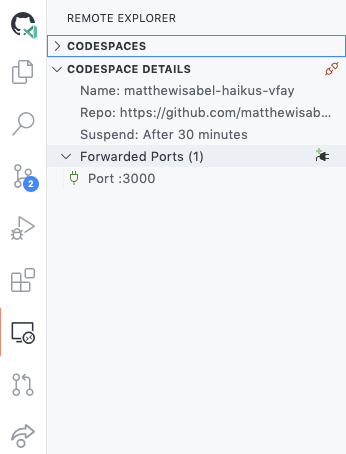 REMOTE EXPLORER
CODESPACES
CODESPACE DETAILS
Name: matthewisabel-haikus-vfay
Repo: https://github.com/matthewisab...
Suspend: After 30 minutes
Forwarded Ports (1)
Port :3000
2